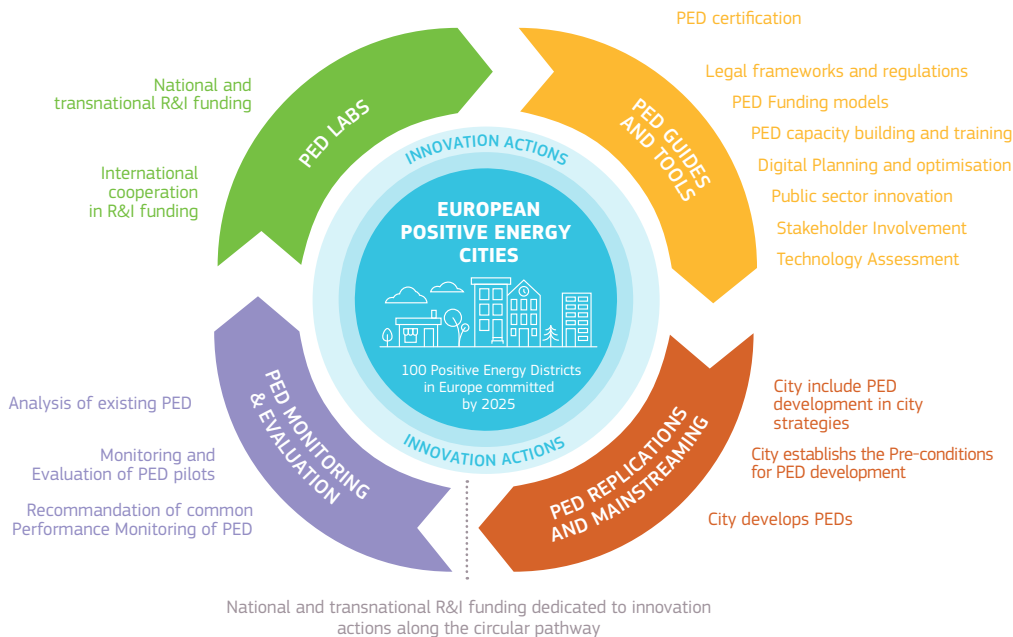 PED certification
Legal frameworks and regulations
PED Funding models
PED capacity building and training
Digital Planning and optimisation
Public sector innovation
Stakeholder Involvement
Technology Assessment
PED GUIDES
AND TOOLS
National and
transnational R&I funding
International
cooperation
in R&I funding
PED LABS
INNOVATION ACTIONS
EUROPEAN
POSITIVE ENERGY
CITIES
100 Positive Energy Districts
in Europe committed
by 2025
INNOVATION ACTIONS
PED MONITORING
& EVALUATION
Analysis of existing PED
Monitoring and
Evaluation of PED pilots
Recommandation of common
Performance Monitoring of PED
PED REPLICATIONS
AND MAINSTREAMING
City include PED
development in city
strategies
City establishs the Pre-conditions
for PED development
City develops PEDs
National and transnational R&I funding dedicated to innovation
actions along the circular pathway